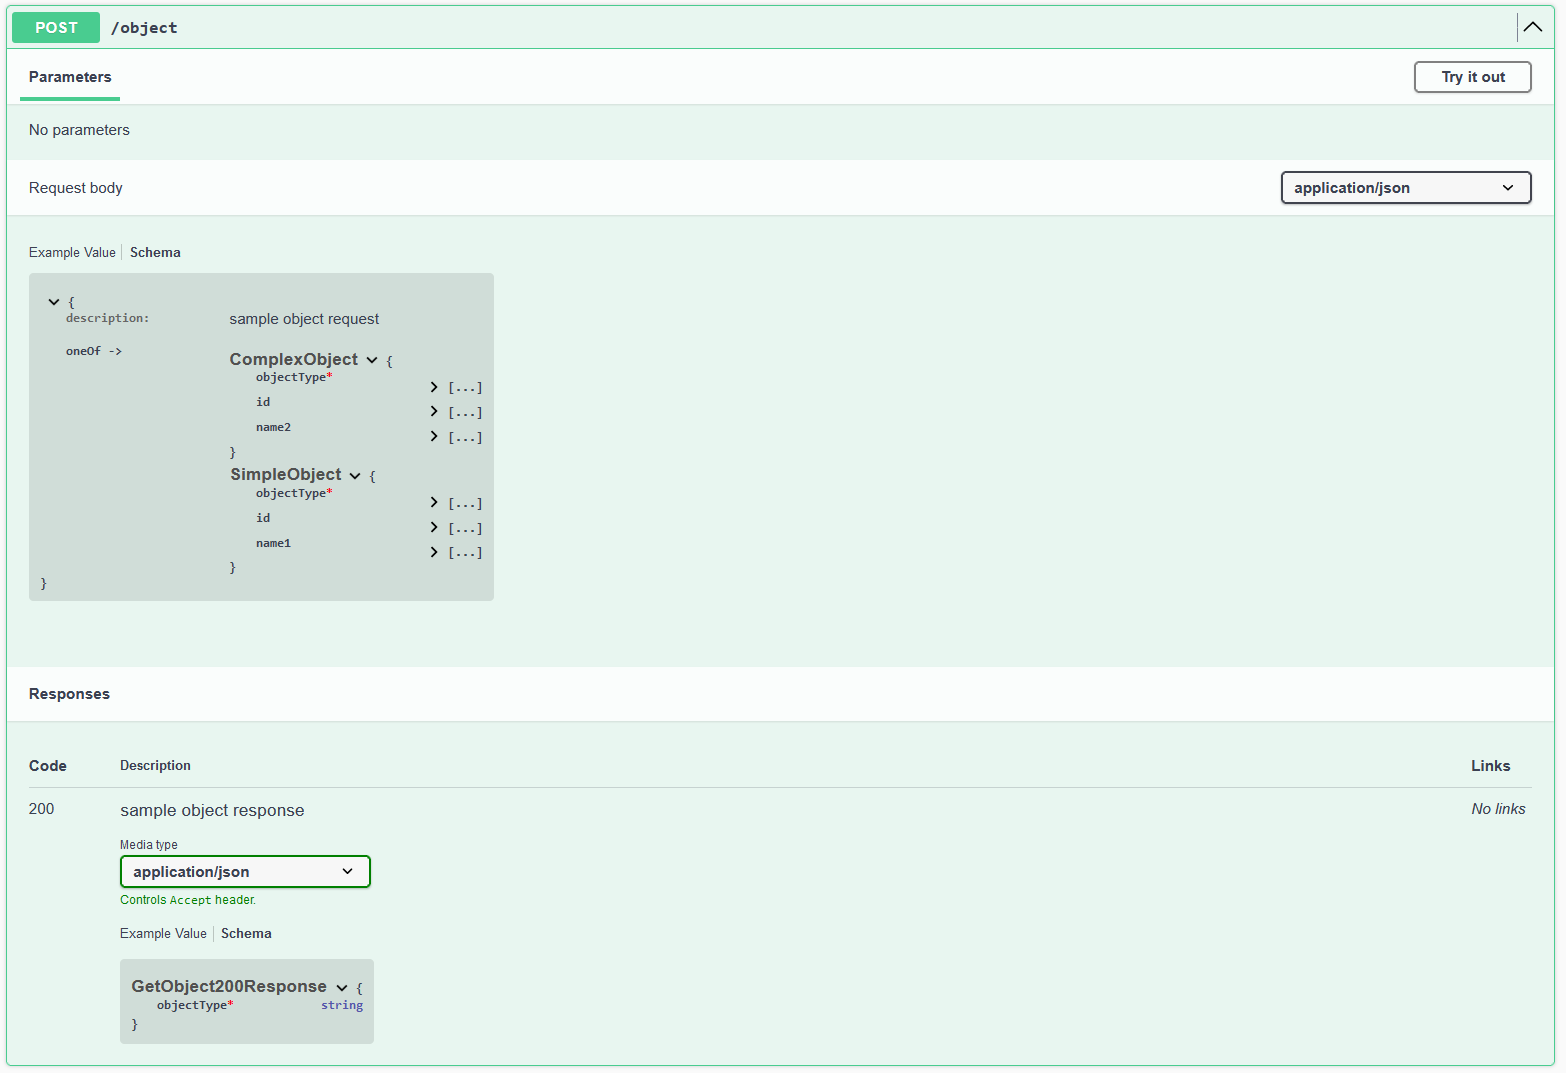 POST /object
Parameters Try it out
No parameters
Request body application/json
Example Value Schema
{
description: sample object request
oneOf ->
ComplexObject {
objectType* [...]
id [...]
name2 [...]
}
SimpleObject {
objectType* [...]
id [...]
name1 [...]
}
}
Responses
Code Description Links
200 sample object response No links
Media type
application/json
Controls Accept header.
Example Value Schema
GetObject200Response {
objectType* string
}